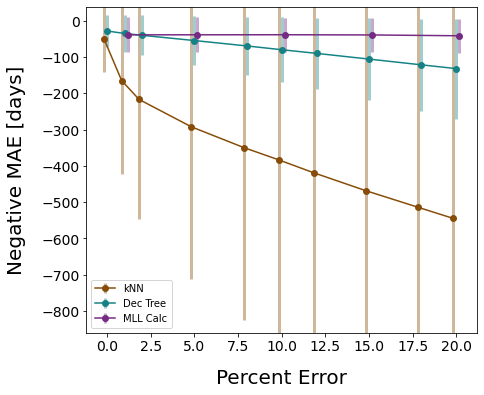 0
−100
−200
−300
−400
−500
−600
−700
−800
Negative MAE [days]
kNN
Dec Tree
MLL Calc
0.0 2.5 5.0 7.5 10.0 12.5 15.0 17.5 20.0
Percent Error